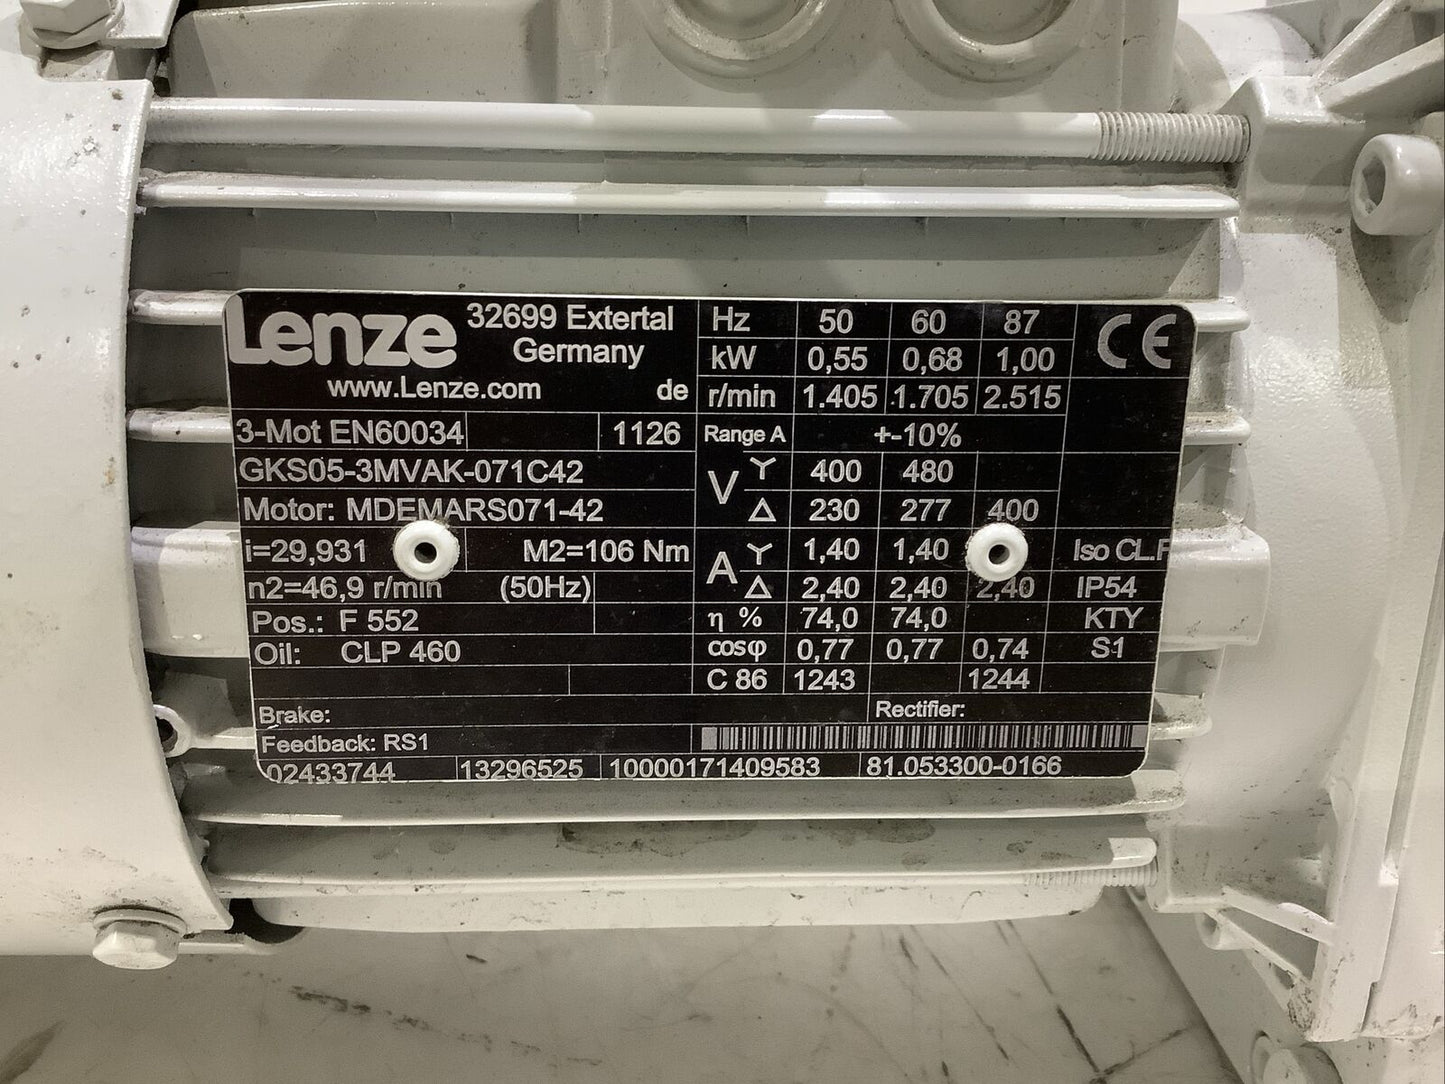 Lenze 32699 Extertal
Germany
www.Lenze.com de
3-Mot EN60034 1126
GKS05-3MVAK-071C42
Motor: MDEMARS071-42
i=29,931 M2=106 Nm
n2=46,9 r/min (50Hz)
Pos.: F 552
Oil: CLP 460
Hz 50 60 87 CE
kW 0,55 0,68 1,00
r/min 1.405 1.705 2.515
Range A +-10%
V Y 400 480
△ 230 277 400
A Y 1,40 1,40 Iso CL.F
△ 2,40 2,40 2,40 IP54
η % 74,0 74,0 KTY
cosφ 0,77 0,77 0,74 S1
C 86 1243 1244
Brake: Rectifier:
Feedback: RS1
02433744 13296525 10000171409583 81.053300-0166